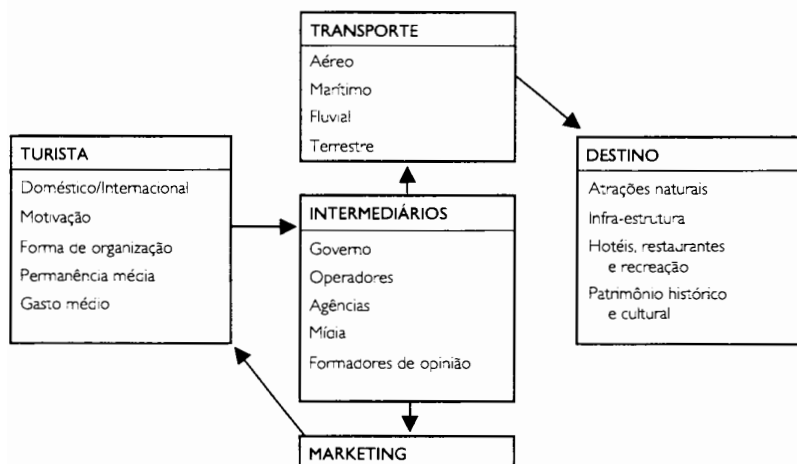 TRANSPORTE
Aéreo
Marítimo
Fluvial
Terrestre
TURISTA
Doméstico/Internacional
Motivação
Forma de organização
Permanência média
Gasto médio
INTERMEDIÁRIOS
Governo
Operadores
Agências
Mídia
Formadores de opinião
DESTINO
Atrações naturais
Infra-estrutura
Hotéis, restaurantes
e recreação
Patrimônio histórico
e cultural
MARKETING